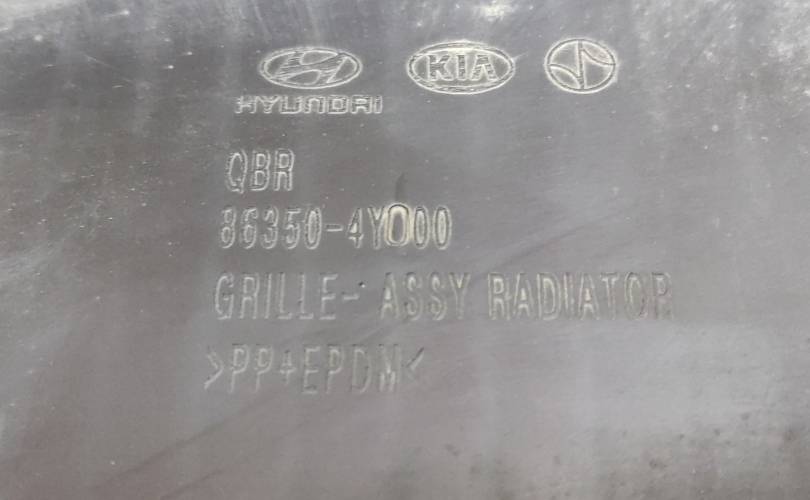 HYUNDAI KIA
QBR
86350-4Y000
GRILLE- ASSY RADIATOR
>PP+EPDM<